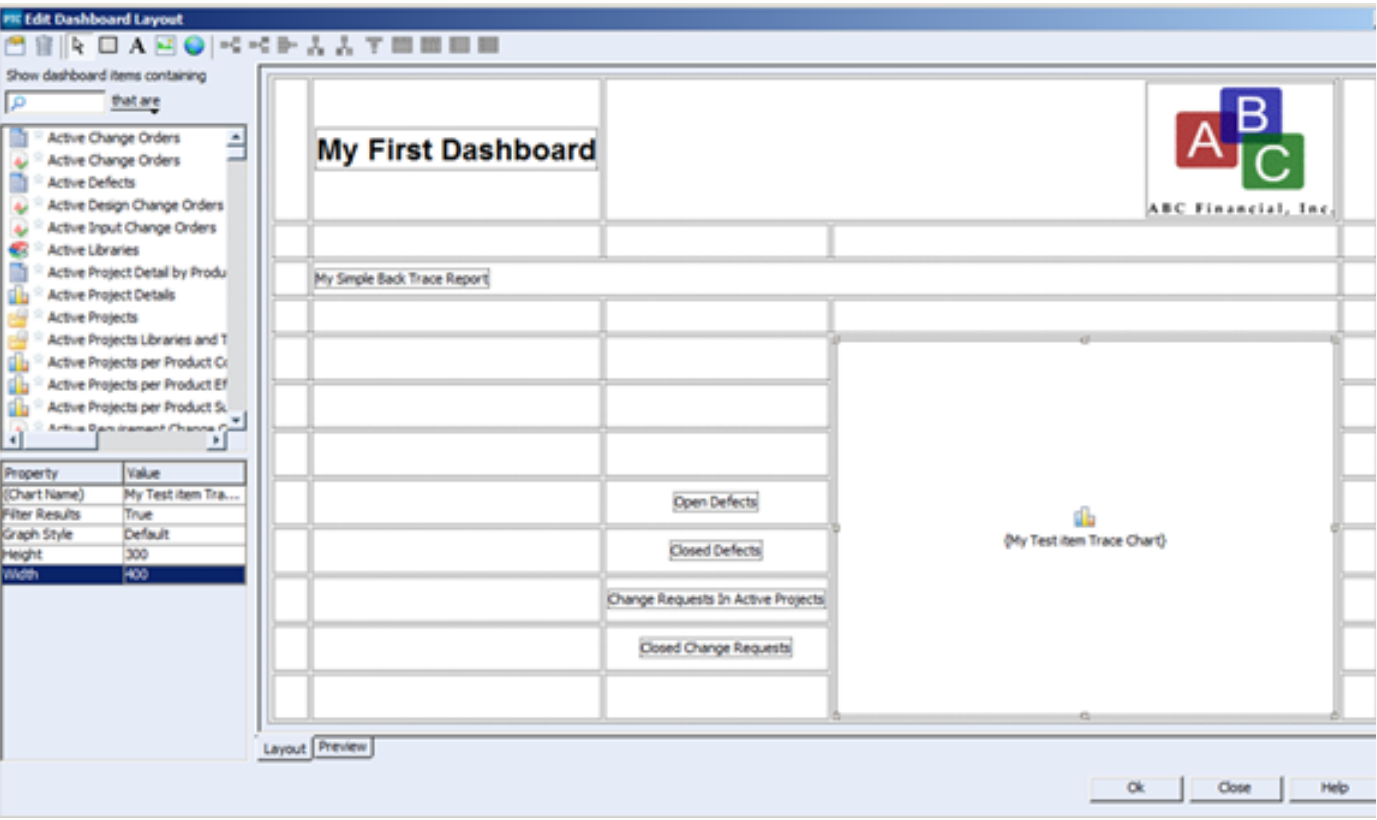 PTC Edit Dashboard Layout
A
Show dashboard items containing
that are
Active Change Orders
Active Change Orders
Active Defects
Active Design Change Orders
Active Input Change Orders
Active Libraries
Active Project Detail by Produ
Active Project Details
Active Projects
Active Projects Libraries and T
Active Projects per Product Co
Active Projects per Product Ef
Active Projects per Product Su
Active Requirement Change
Property Value
(Chart Name) My Test item Tra...
Filter Results True
Graph Style Default
Height 300
Width 400
My First Dashboard
A B C
ABC Financial, Inc.
My Simple Back Trace Report
Open Defects
Closed Defects
Change Requests In Active Projects
Closed Change Requests
{My Test item Trace Chart}
Layout Preview
Ok Close Help